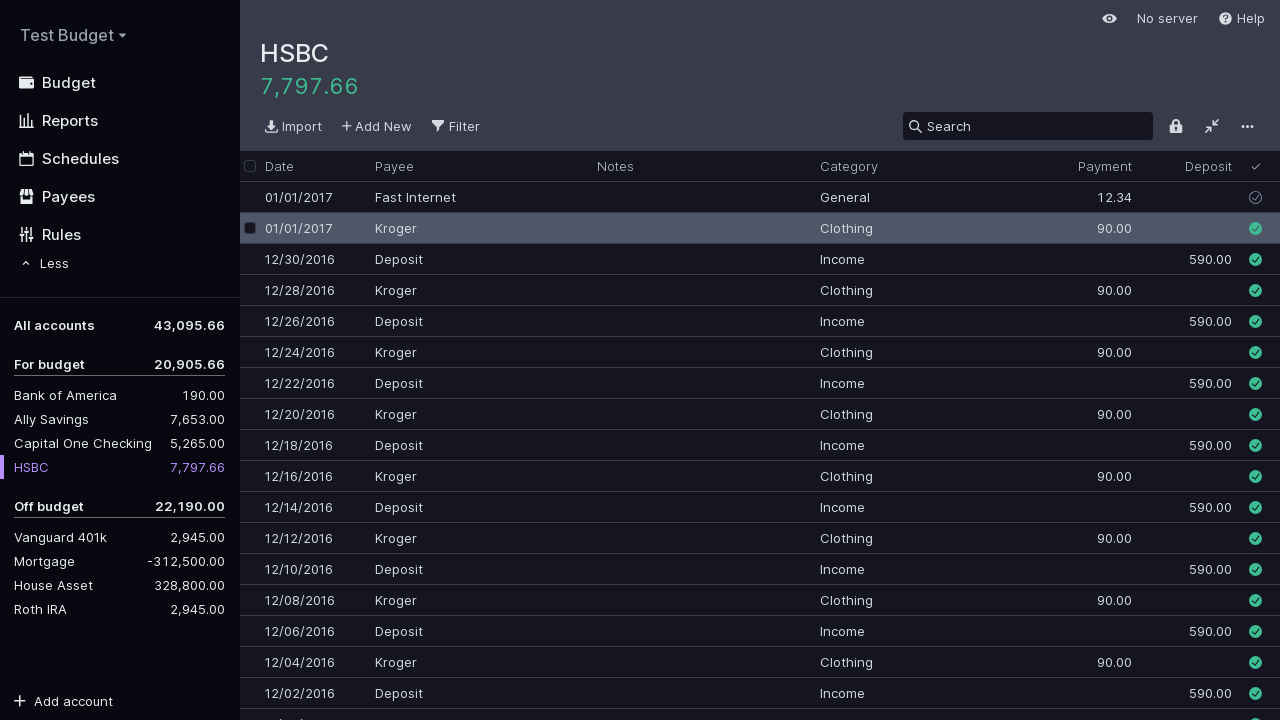 Test Budget
Budget
Reports
Schedules
Payees
Rules
Less
All accounts 43,095.66
For budget 20,905.66
Bank of America 190.00
Ally Savings 7,653.00
Capital One Checking 5,265.00
HSBC 7,797.66
Off budget 22,190.00
Vanguard 401k 2,945.00
Mortgage -312,500.00
House Asset 328,800.00
Roth IRA 2,945.00
Add account
No server Help
HSBC
7,797.66
Import Add New Filter Search
Date Payee Notes Category Payment Deposit
01/01/2017 Fast Internet General 12.34
01/01/2017 Kroger Clothing 90.00
12/30/2016 Deposit Income 590.00
12/28/2016 Kroger Clothing 90.00
12/26/2016 Deposit Income 590.00
12/24/2016 Kroger Clothing 90.00
12/22/2016 Deposit Income 590.00
12/20/2016 Kroger Clothing 90.00
12/18/2016 Deposit Income 590.00
12/16/2016 Kroger Clothing 90.00
12/14/2016 Deposit Income 590.00
12/12/2016 Kroger Clothing 90.00
12/10/2016 Deposit Income 590.00
12/08/2016 Kroger Clothing 90.00
12/06/2016 Deposit Income 590.00
12/04/2016 Kroger Clothing 90.00
12/02/2016 Deposit Income 590.00